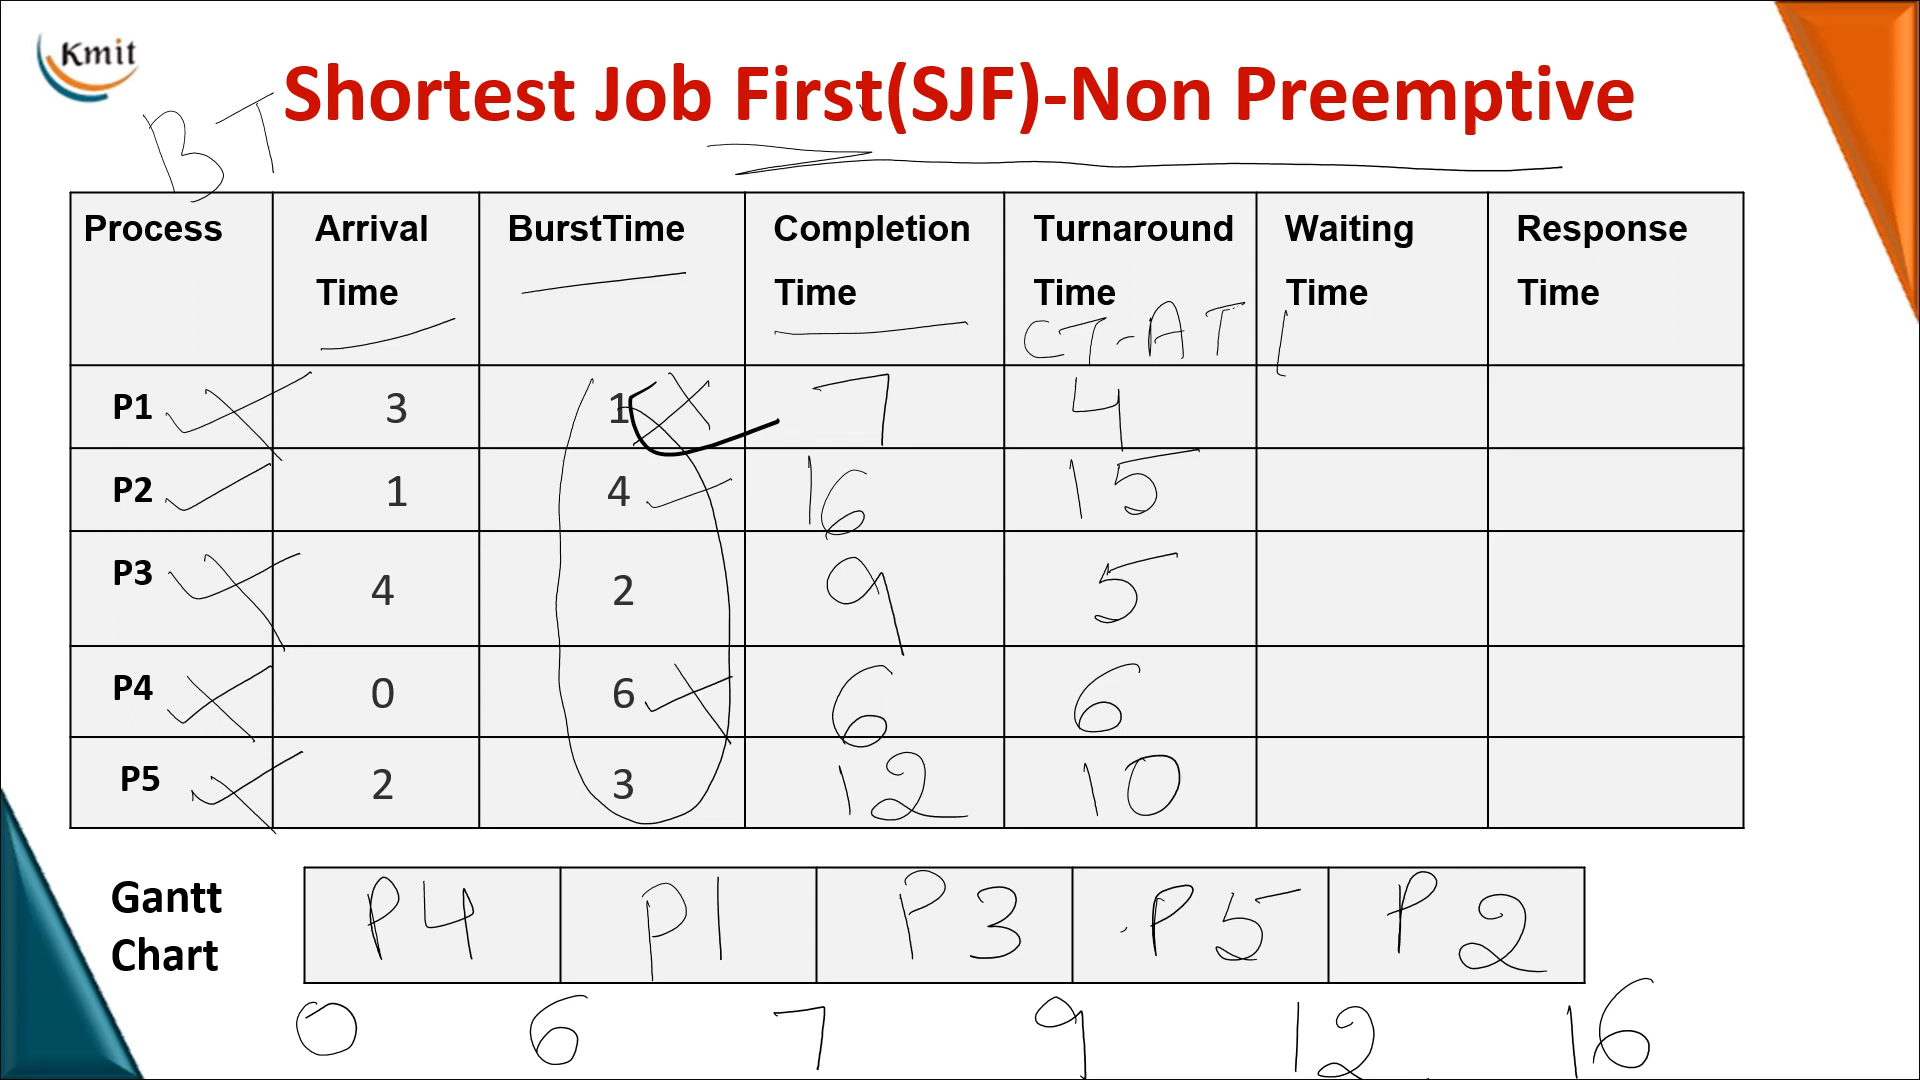 Kmit
Shortest Job First(SJF)-Non Preemptive
BT
Process Arrival Time BurstTime Completion Time Turnaround Time Waiting Time Response Time
CT-AT
P1 3 1 7 4
P2 1 4 16 15
P3 4 2 9 5
P4 0 6 6 6
P5 2 3 12 10
Gantt Chart
P4 P1 P3 P5 P2
0 6 7 9 12 16